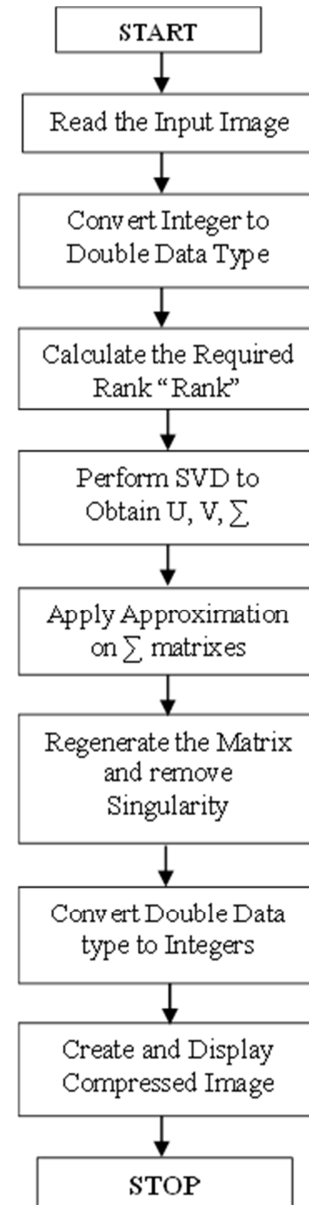 START
Read the Input Image
Convert Integer to
Double Data Type
Calculate the Required
Rank “Rank”
Perform SVD to
Obtain U, V, ∑
Apply Approximation
on ∑ matrixes
Regenerate the Matrix
and remove
Singularity
Convert Double Data
type to Integers
Create and Display
Compressed Image
STOP